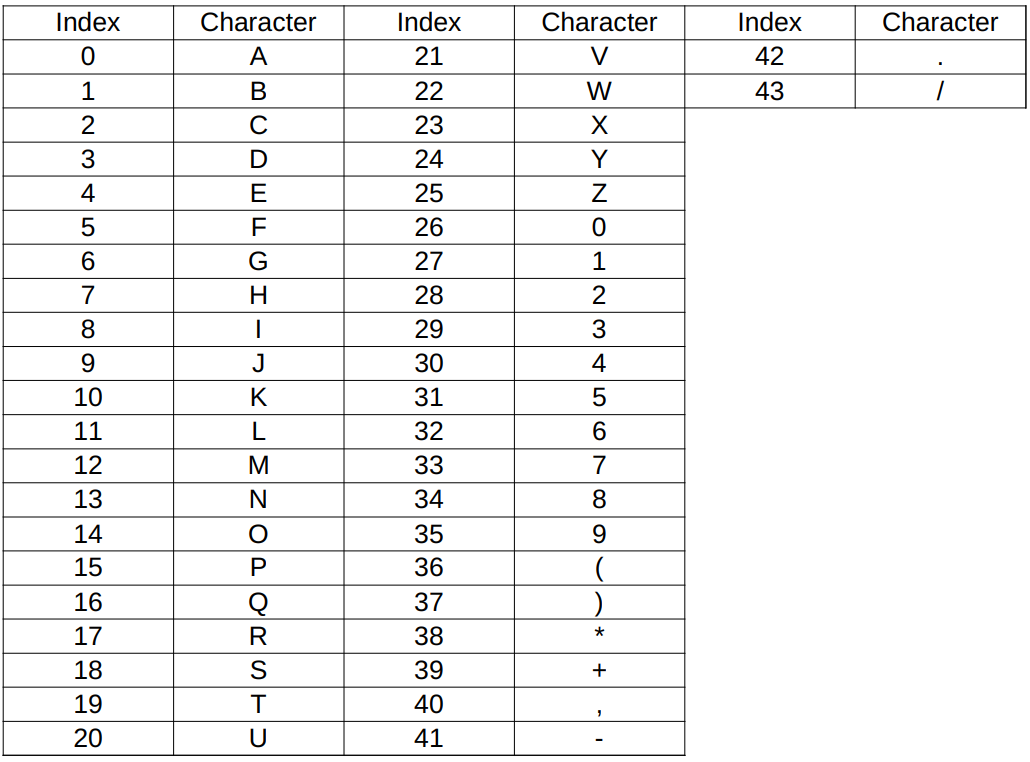 Index Character Index Character Index Character
0 A 21 V 42 .
1 B 22 W 43 /
2 C 23 X
3 D 24 Y
4 E 25 Z
5 F 26 0
6 G 27 1
7 H 28 2
8 I 29 3
9 J 30 4
10 K 31 5
11 L 32 6
12 M 33 7
13 N 34 8
14 O 35 9
15 P 36 (
16 Q 37 )
17 R 38 *
18 S 39 +
19 T 40 ,
20 U 41 -